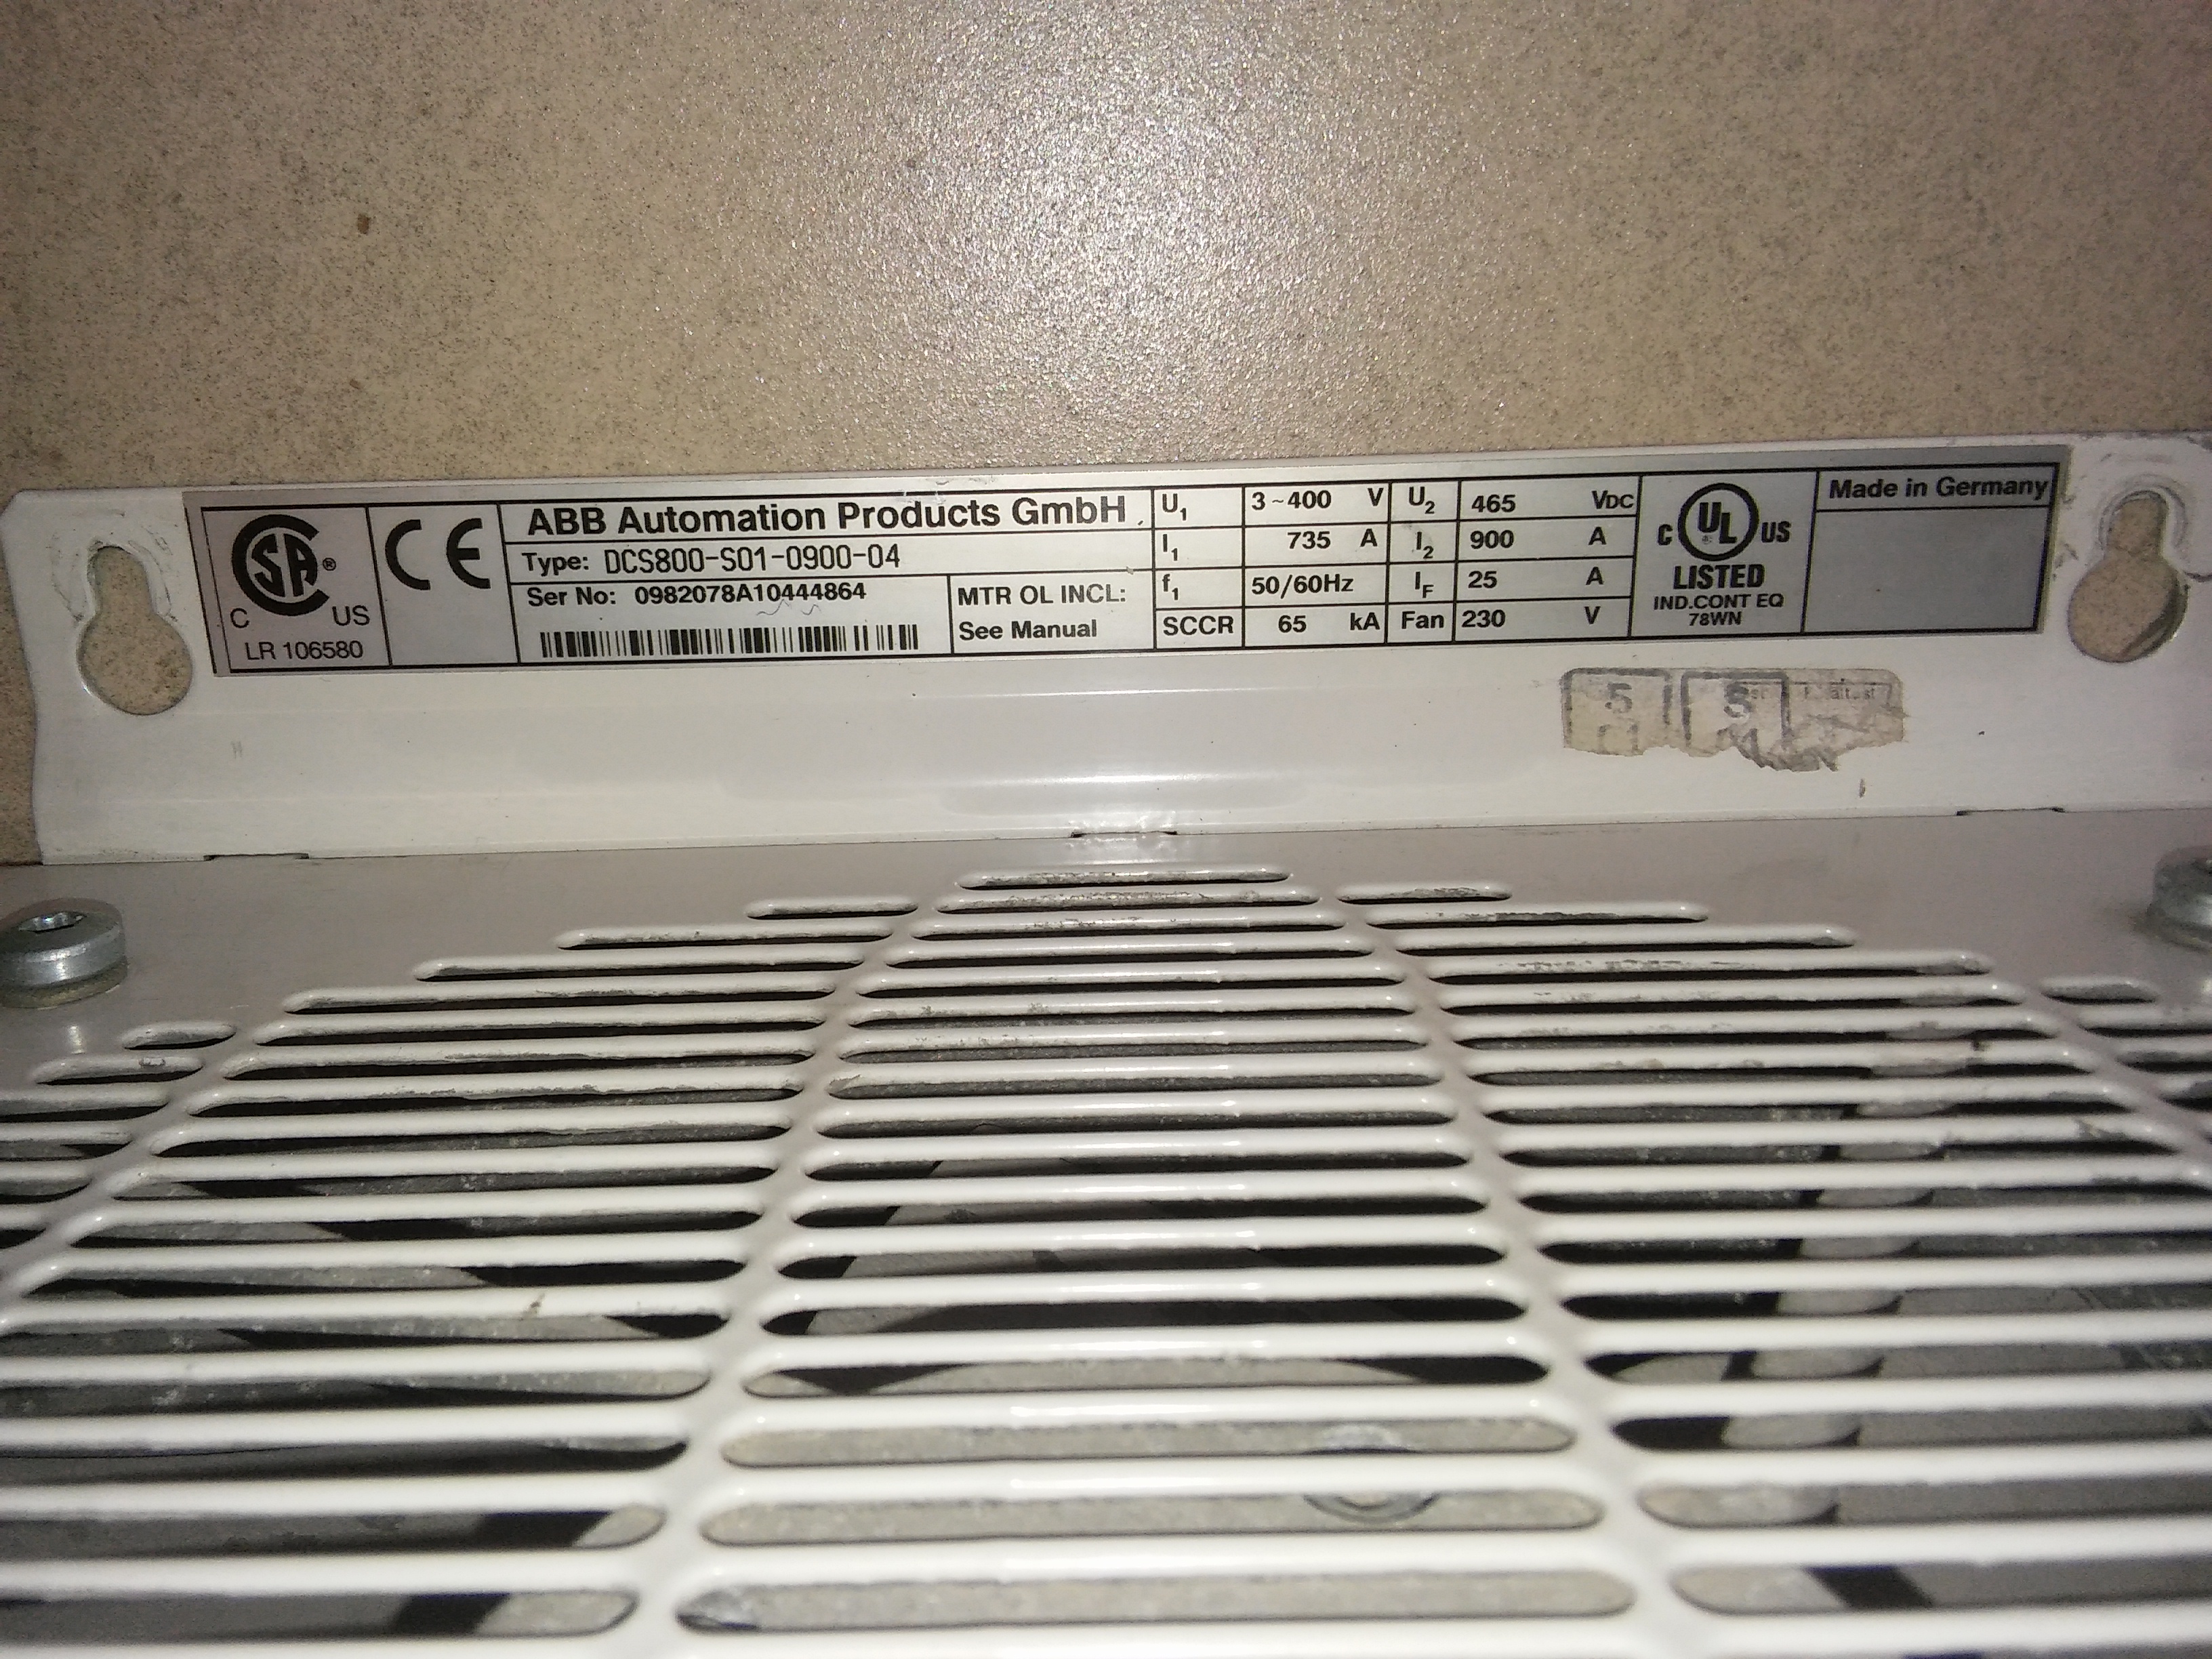 CSA ®
C US
LR 106580
CE
ABB Automation Products GmbH
Type: DCS800-S01-0900-04
Ser No: 0982078A10444864
MTR OL INCL:
See Manual
U1 3~400 V U2 465 VDC
I1 735 A I2 900 A
f1 50/60Hz IF 25 A
SCCR 65 kA Fan 230 V
C UL US
LISTED
IND.CONT EQ
78WN
Made in Germany
5 S